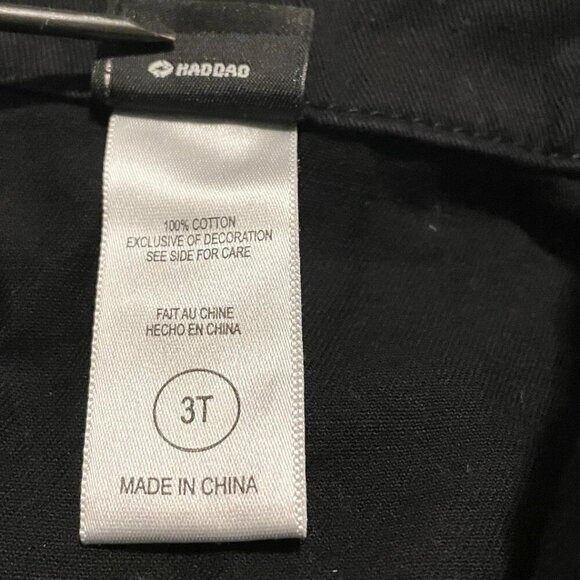 HADDAD
100% COTTON
EXCLUSIVE OF DECORATION
SEE SIDE FOR CARE
FAIT AU CHINE
HECHO EN CHINA
3T
MADE IN CHINA